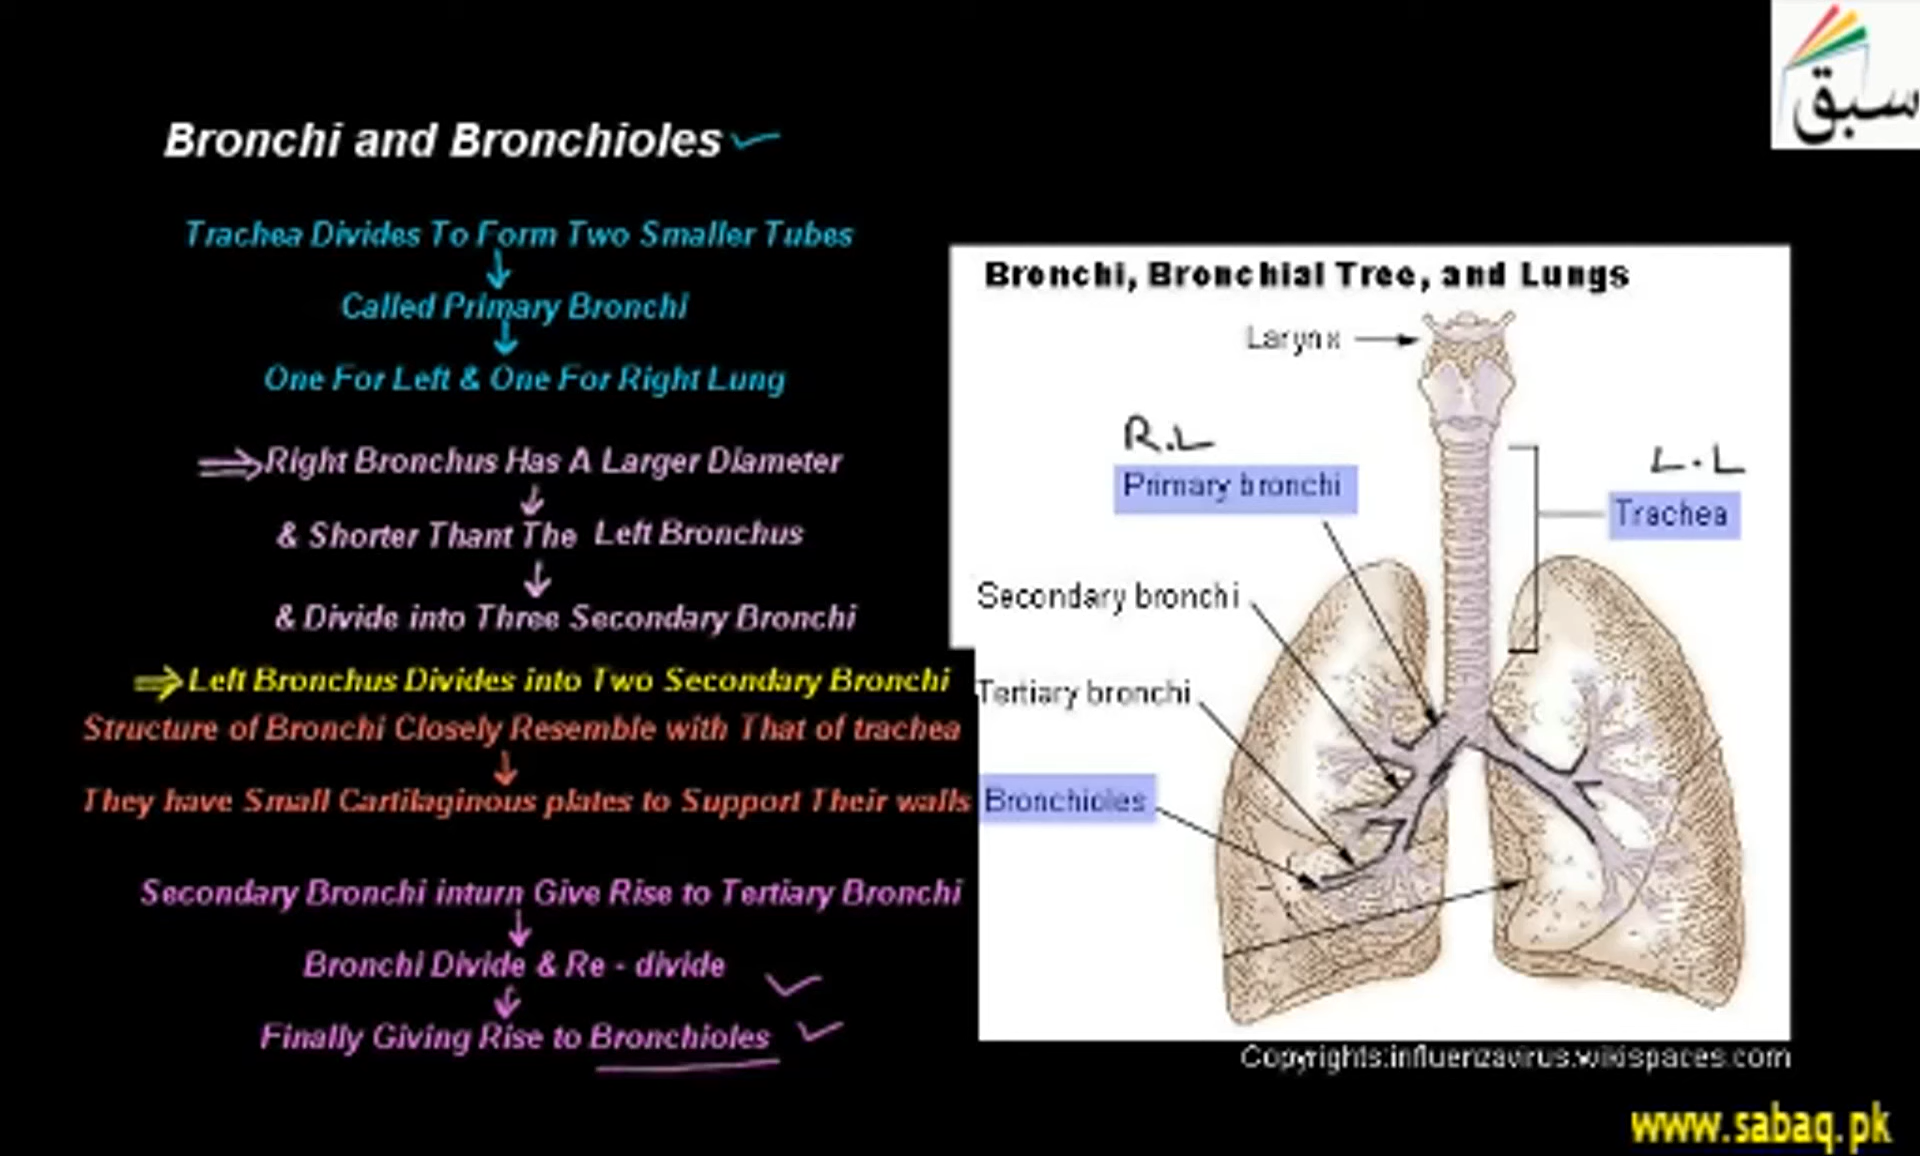 سبق
Bronchi and Bronchioles
Trachea Divides To Form Two Smaller Tubes
Called Primary Bronchi
One For Left & One For Right Lung
Right Bronchus Has A Larger Diameter
& Shorter Thant The Left Bronchus
& Divide into Three Secondary Bronchi
Left Bronchus Divides into Two Secondary Bronchi
Structure of Bronchi Closely Resemble with That of trachea
They have Small Cartilaginous plates to Support Their walls
Secondary Bronchi inturn Give Rise to Tertiary Bronchi
Bronchi Divide & Re - divide
Finally Giving Rise to Bronchioles
Bronchi, Bronchial Tree, and Lungs
Larynx
R.L
L.L
Primary bronchi
Trachea
Secondary bronchi
Tertiary bronchi
Bronchioles
Copyrights:influenzavirus.wikispaces.com
www.sabaq.pk